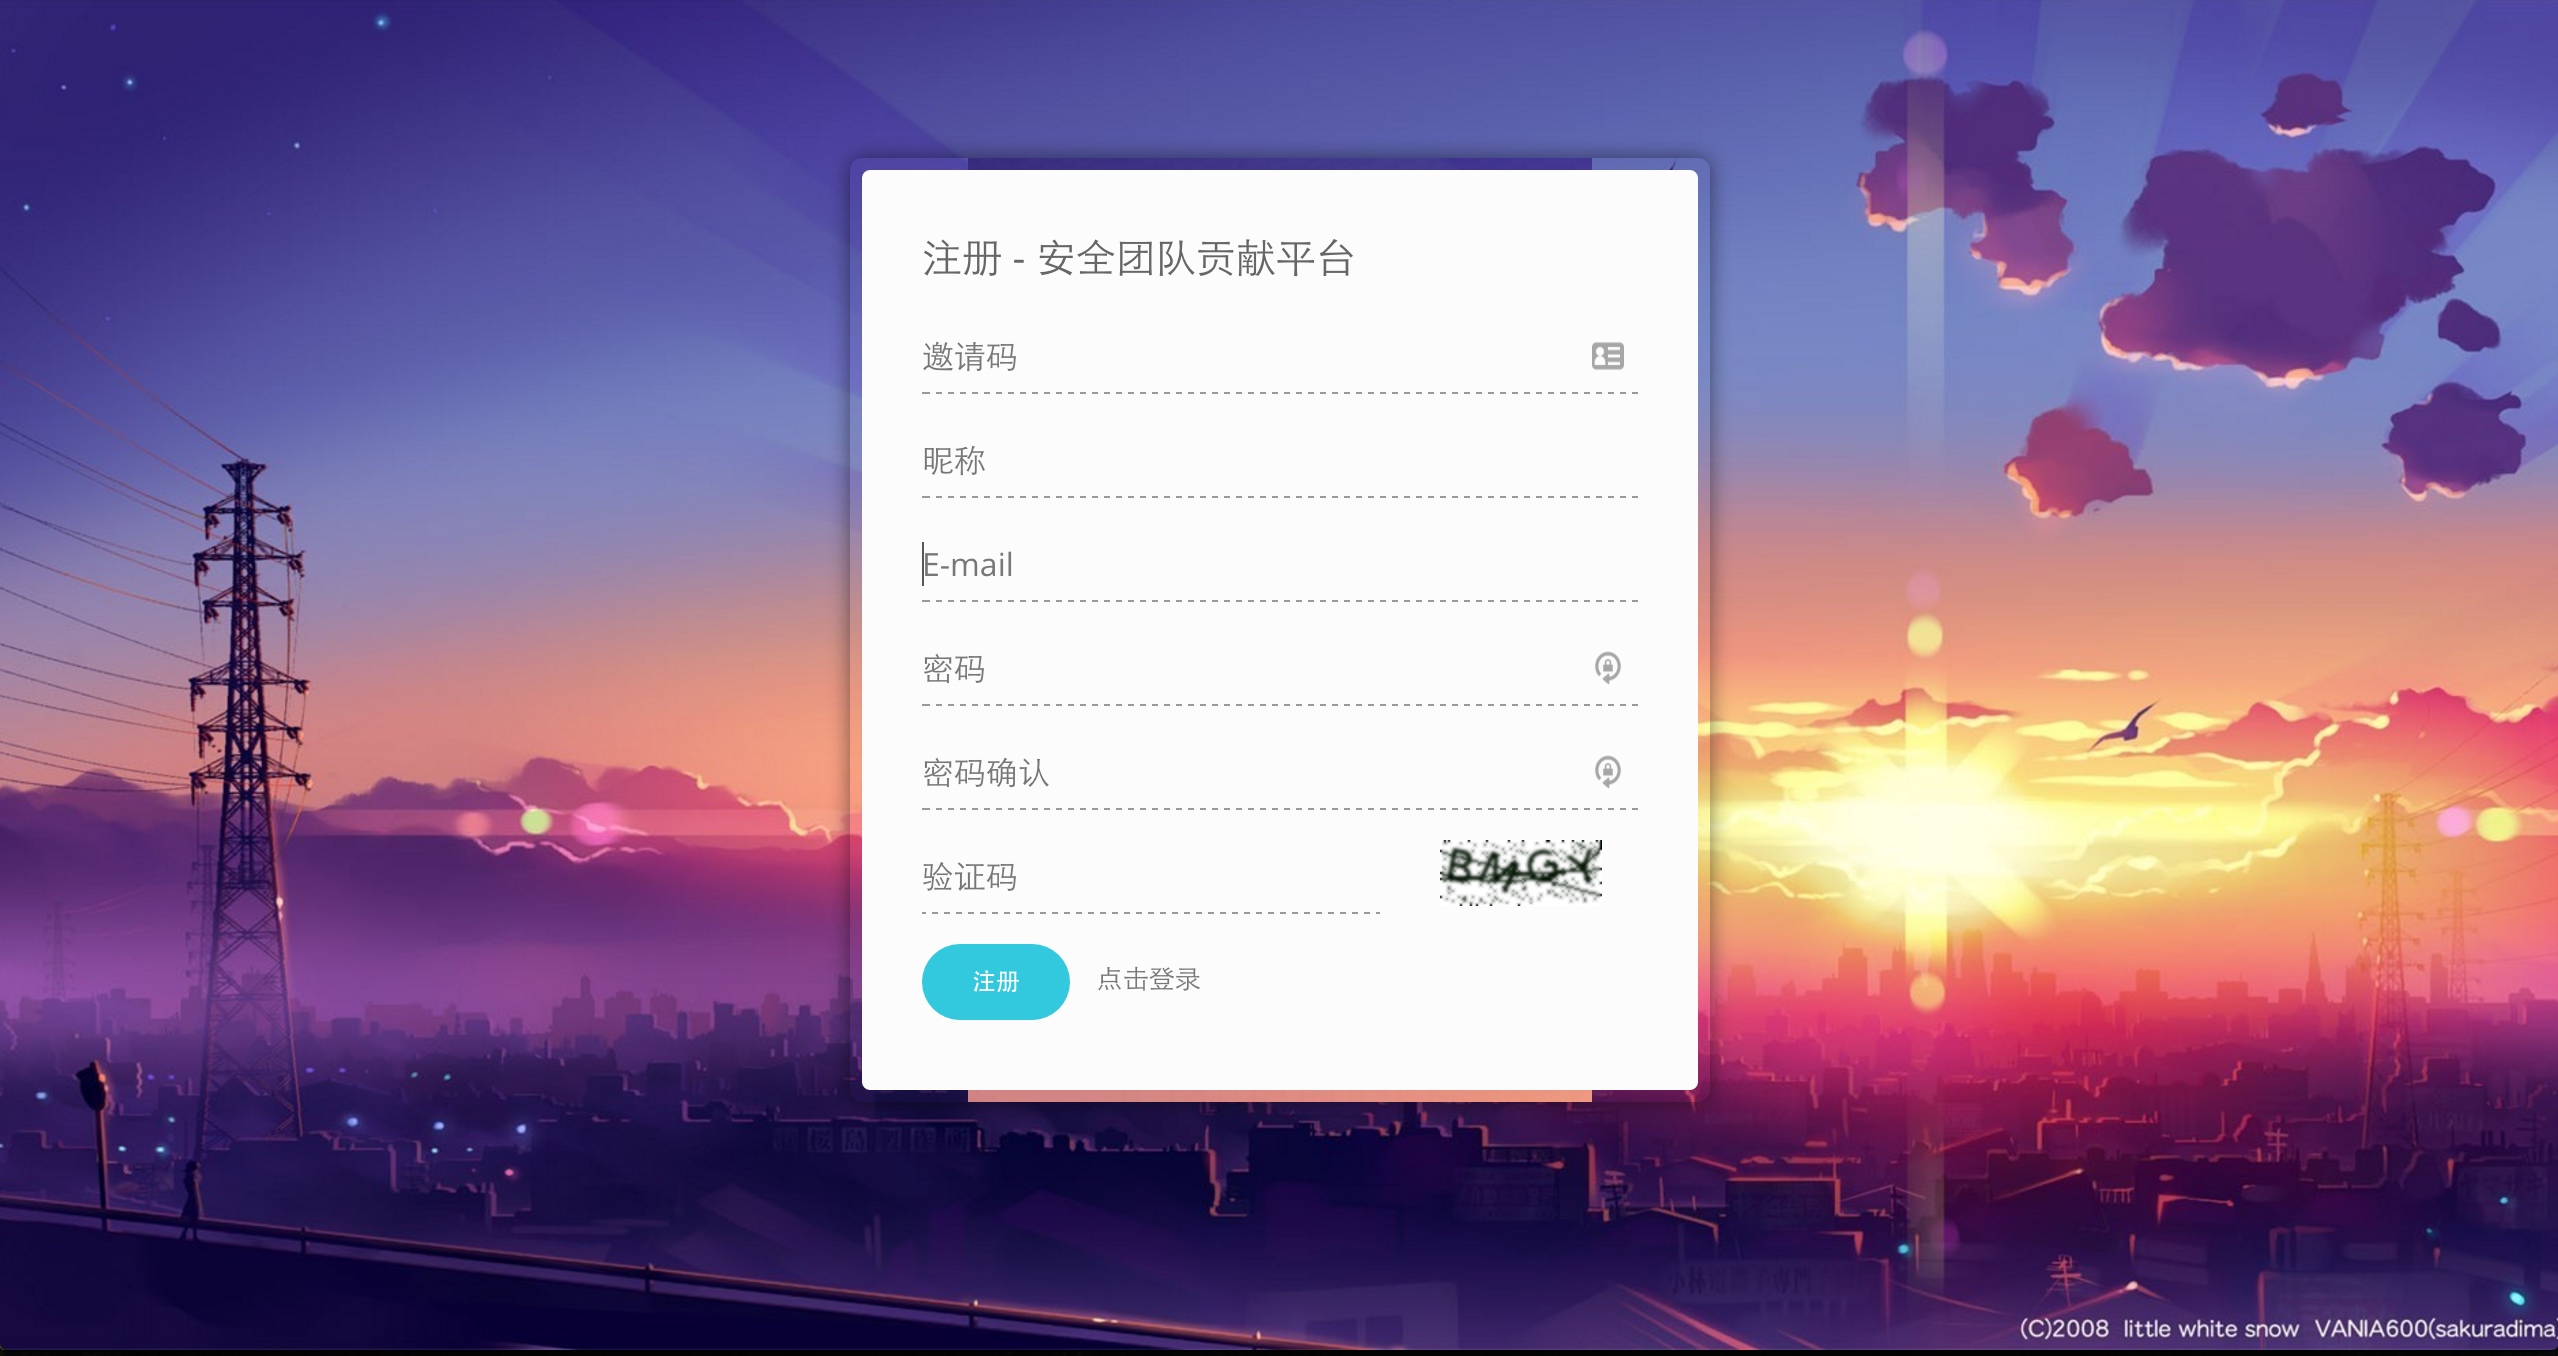 注册 - 安全团队贡献平台
邀请码
昵称
E-mail
密码
密码确认
验证码
BMGY
注册
点击登录
(C)2008 little white snow VANIA600(sakuradima)